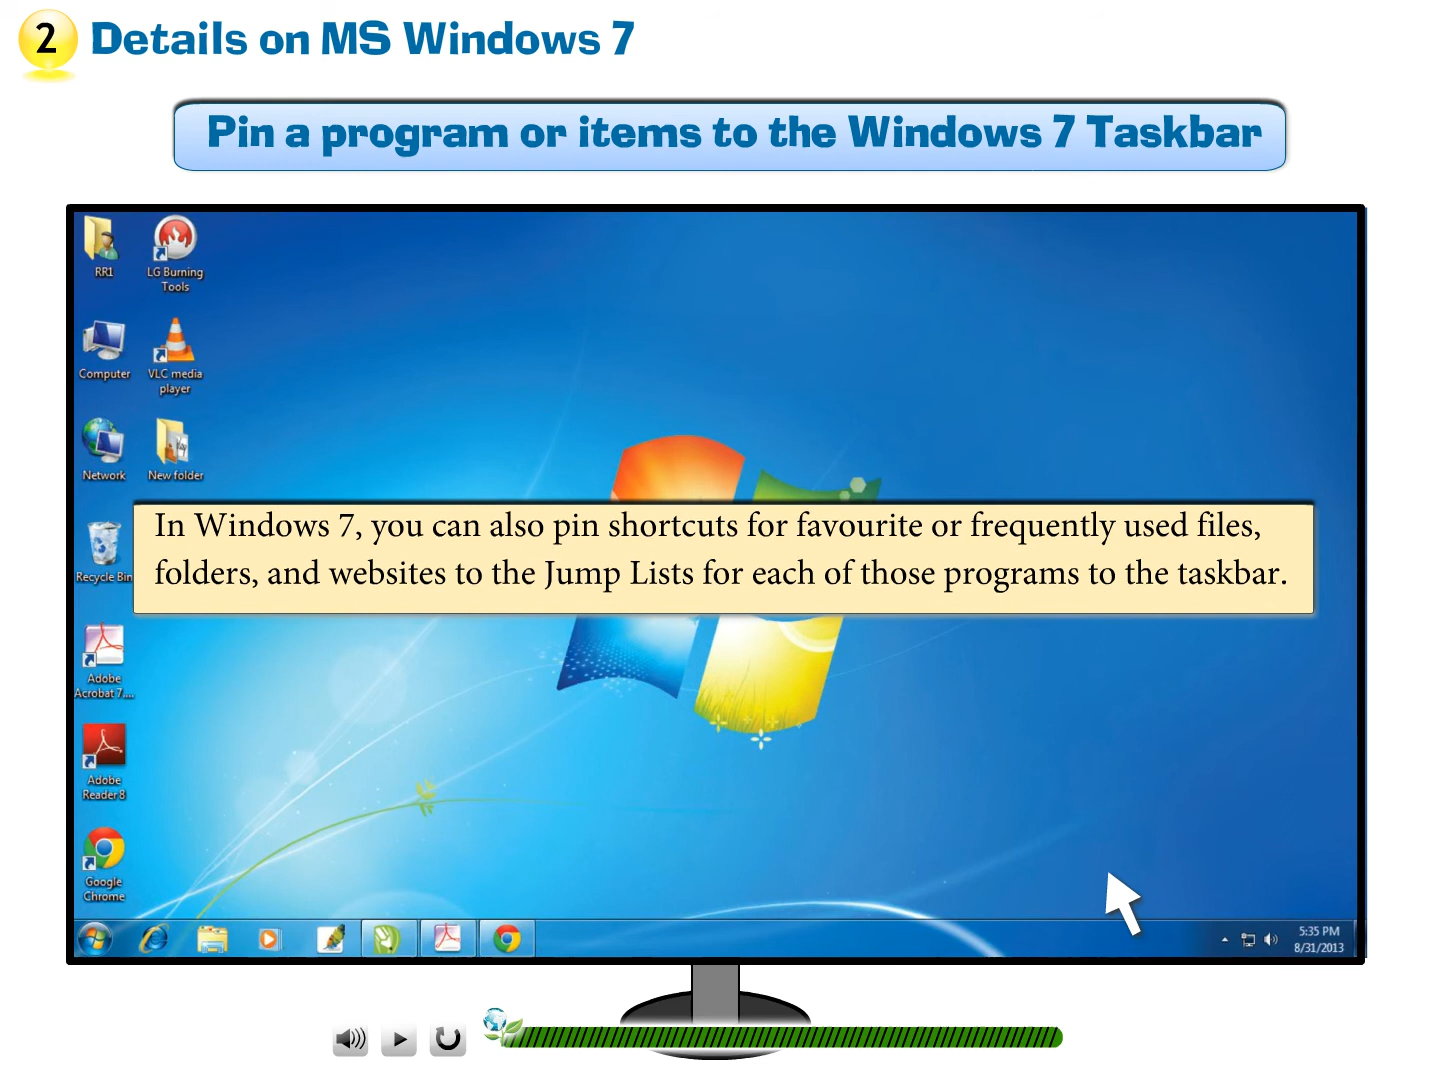 2 Details on MS Windows 7
Pin a program or items to the Windows 7 Taskbar
RR1
LG Burning
Tools
Computer
VLC media
player
Network
New folder
In Windows 7, you can also pin shortcuts for favourite or frequently used files,
folders, and websites to the Jump Lists for each of those programs to the taskbar.
Recycle Bin
Adobe
Acrobat 7....
Adobe
Reader 8
Google
Chrome
5:35 PM
8/31/2013